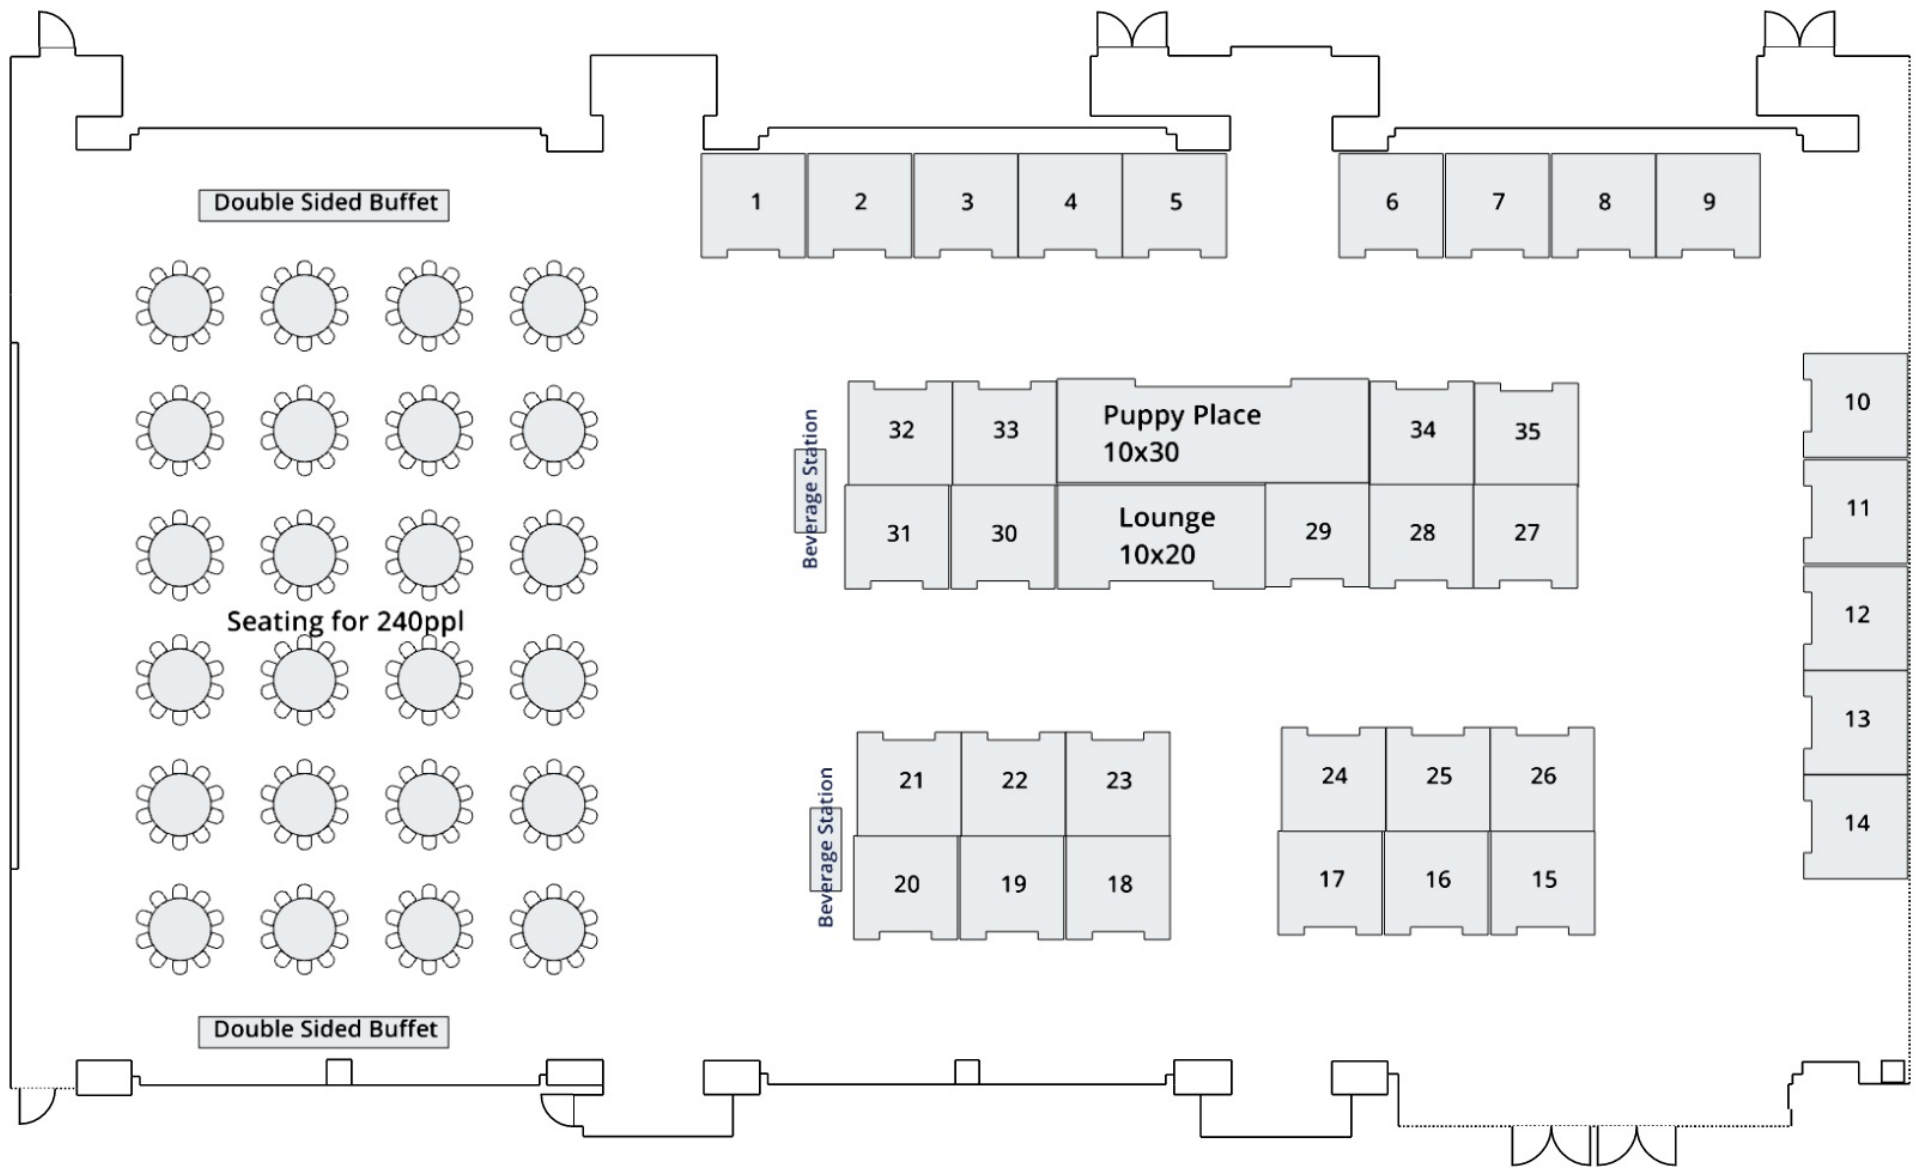 Double Sided Buffet
1 2 3 4 5 6 7 8 9
10
11
12
13
14
32 33 Puppy Place 34 35
10x30
Beverage Station
31 30 Lounge 29 28 27
10x20
Seating for 240ppl
21 22 23 24 25 26
Beverage Station
20 19 18 17 16 15
Double Sided Buffet